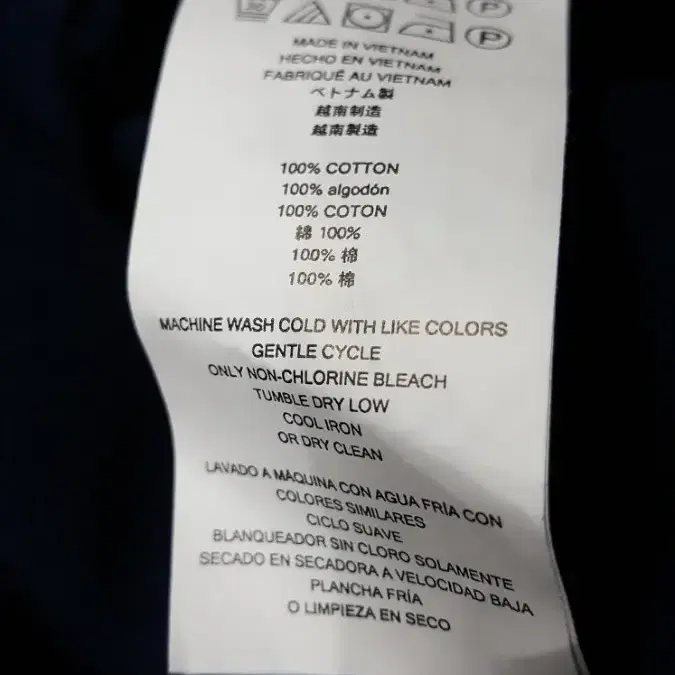 30
P
MADE IN VIETNAM
HECHO EN VIETNAM
FABRIQUÉ AU VIETNAM
ベトナム製
越南制造
越南製造
100% COTTON
100% algodón
100% COTON
綿 100%
100% 棉
100% 棉
MACHINE WASH COLD WITH LIKE COLORS
GENTLE CYCLE
ONLY NON-CHLORINE BLEACH
TUMBLE DRY LOW
COOL IRON
OR DRY CLEAN
LAVADO A MÁQUINA CON AGUA FRÍA CON
COLORES SIMILARES
CICLO SUAVE
BLANQUEADOR SIN CLORO SOLAMENTE
SECADO EN SECADORA A VELOCIDAD BAJA
PLANCHA FRÍA
O LIMPIEZA EN SECO